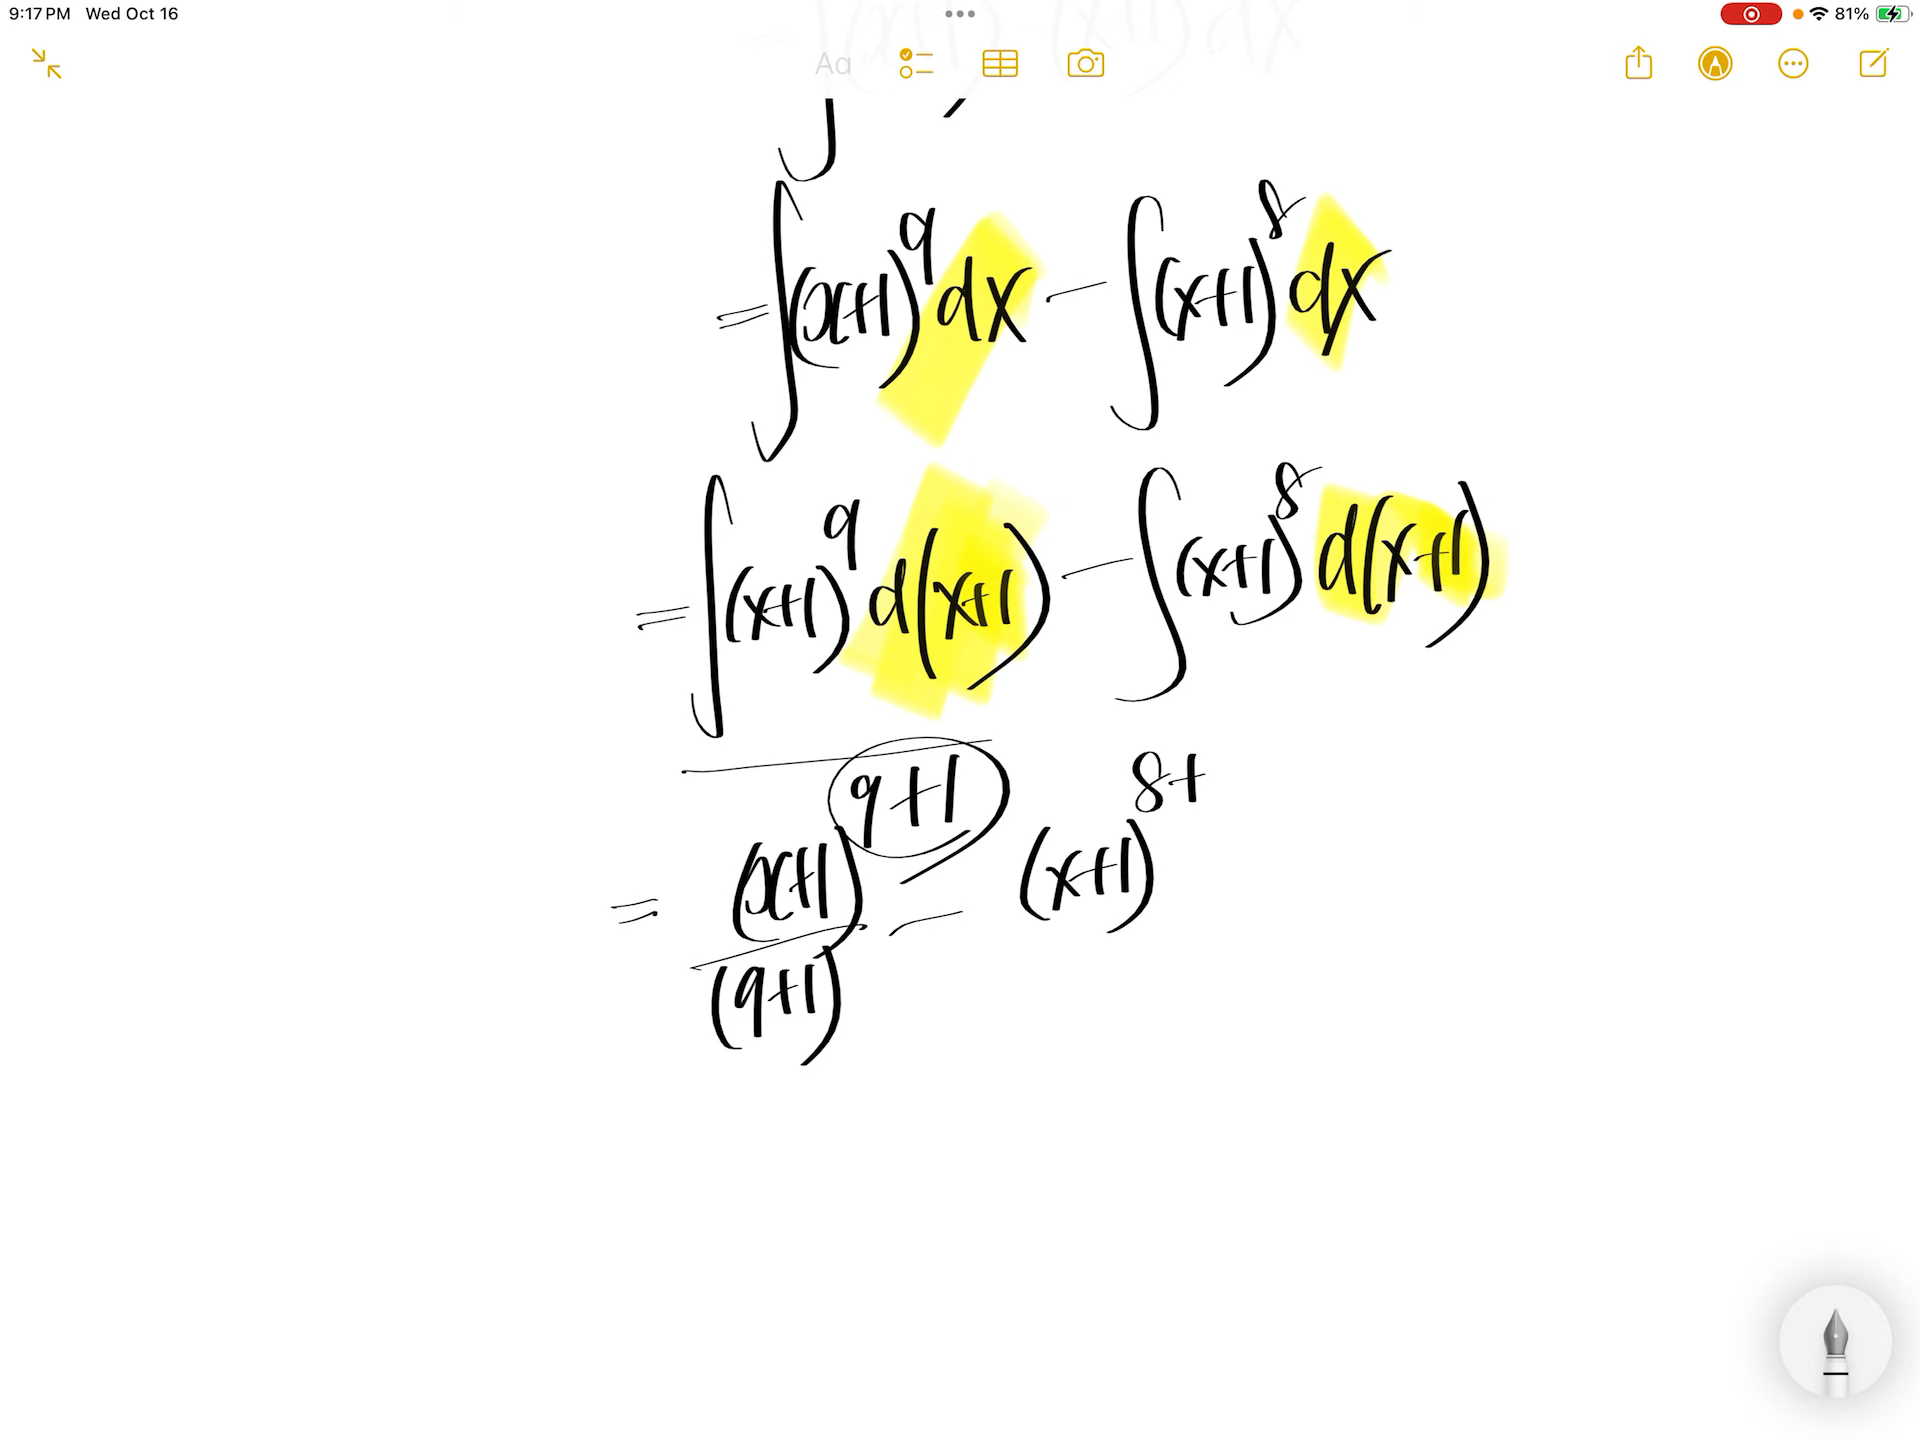 9:17 PM Wed Oct 16 81%
Aa
=∫(x+1)^9 dx - ∫(x+1)^8 dx
=∫(x+1)^9 d(x+1) - ∫(x+1)^8 d(x+1)
= (x+1)^9+1 / (9+1) - (x+1)^8+